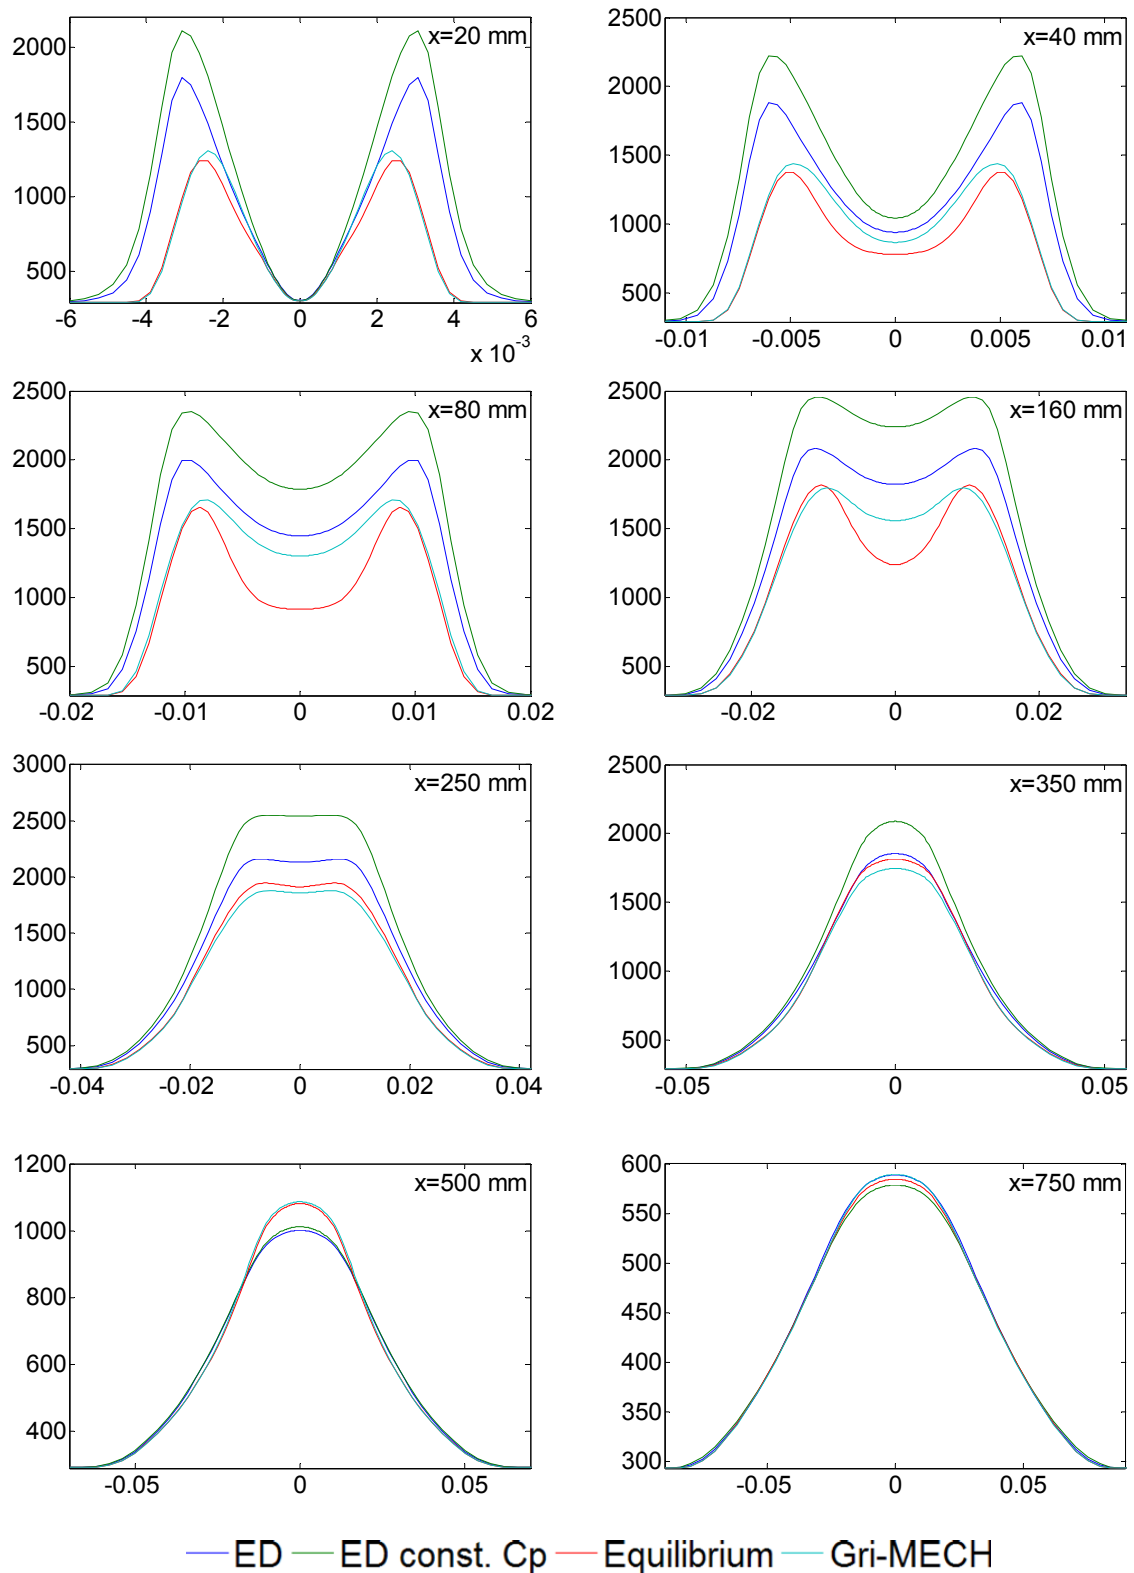 x=20 mm
2000
1500
1000
500
-6 -4 -2 0 2 4 6
x 10-3
x=40 mm
2500
2000
1500
1000
500
-0.01 -0.005 0 0.005 0.01
x=80 mm
2500
2000
1500
1000
500
-0.02 -0.01 0 0.01 0.02
x=160 mm
2500
2000
1500
1000
500
-0.02 0 0.02
x=250 mm
3000
2500
2000
1500
1000
500
-0.04 -0.02 0 0.02 0.04
x=350 mm
2500
2000
1500
1000
500
-0.05 0 0.05
x=500 mm
1200
1000
800
600
400
-0.05 0 0.05
x=750 mm
600
550
500
450
400
350
300
-0.05 0 0.05
ED ED const. Cp Equilibrium Gri-MECH